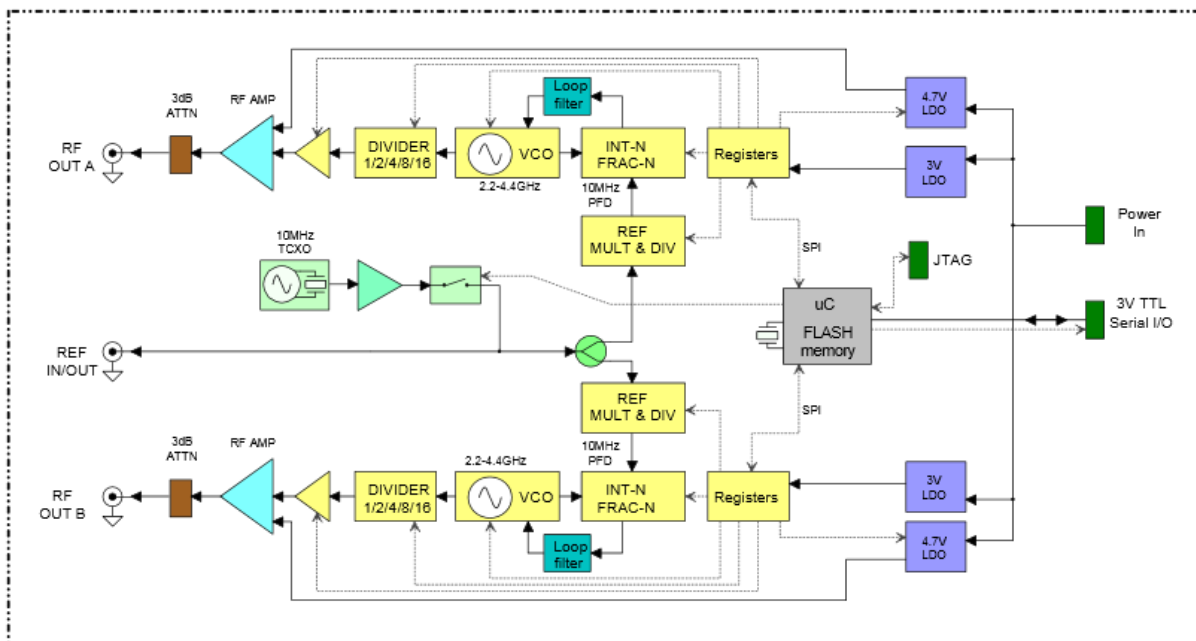 3dB
ATTN
RF AMP
Loop
filter
4.7V
LDO
RF
OUT A
DIVIDER
1/2/4/8/16
VCO
INT-N
FRAC-N
Registers
3V
LDO
2.2-4.4GHz
10MHz
PFD
10MHz
TCXO
REF
MULT & DIV
SPI
Power
In
JTAG
uC
FLASH
memory
3V TTL
Serial I/O
REF
IN/OUT
REF
MULT & DIV
SPI
3dB
ATTN
RF AMP
2.2-4.4GHz
10MHz
PFD
RF
OUT B
DIVIDER
1/2/4/8/16
VCO
INT-N
FRAC-N
Registers
3V
LDO
Loop
filter
4.7V
LDO